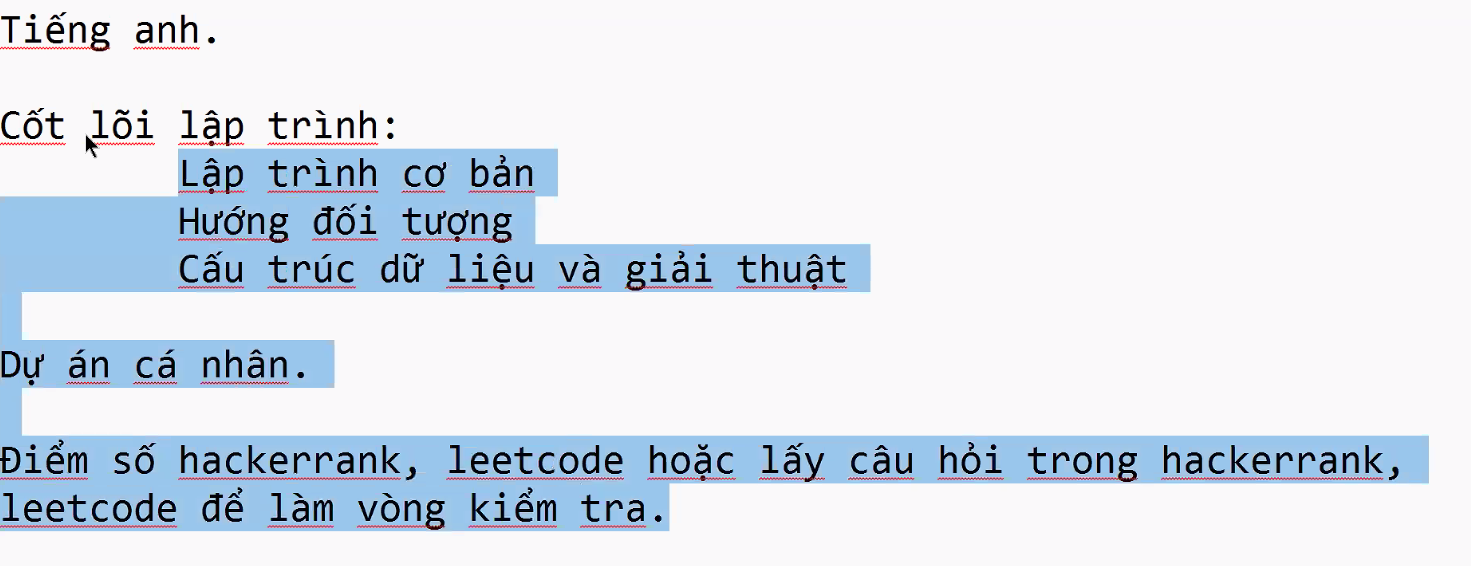 Tiếng anh.
Cốt lõi lập trình:
Lập trình cơ bản
Hướng đối tượng
Cấu trúc dữ liệu và giải thuật
Dự án cá nhân.
Điểm số hackerrank, leetcode hoặc lấy câu hỏi trong hackerrank,
leetcode để làm vòng kiểm tra.